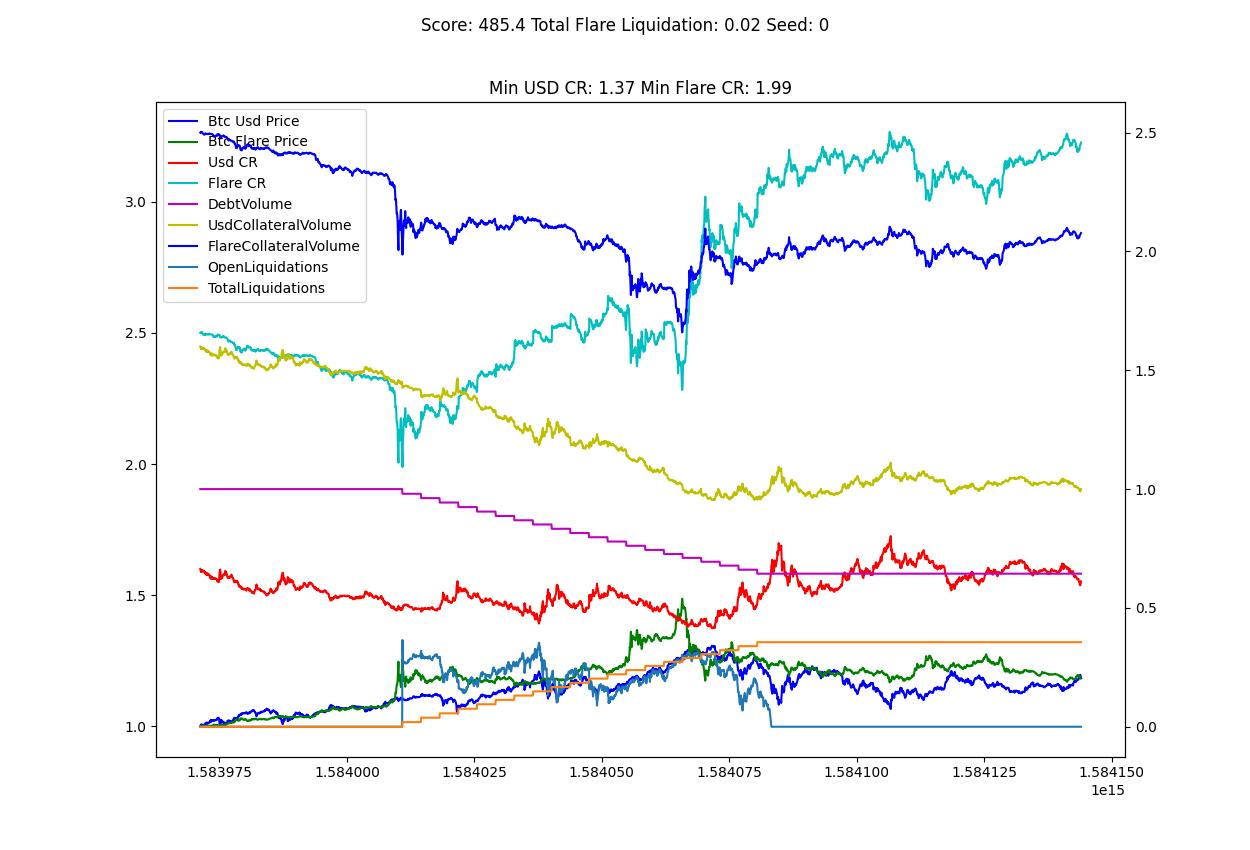 Score: 485.4 Total Flare Liquidation: 0.02 Seed: 0
Min USD CR: 1.37 Min Flare CR: 1.99
Btc Usd Price
Btc Flare Price
Usd CR
Flare CR
DebtVolume
UsdCollateralVolume
FlareCollateralVolume
OpenLiquidations
TotalLiquidations
3.0
2.5
2.0
1.5
1.0
2.5
2.0
1.5
1.0
0.5
0.0
1.583975 1.584000 1.584025 1.584050 1.584075 1.584100 1.584125 1.584150
1e15